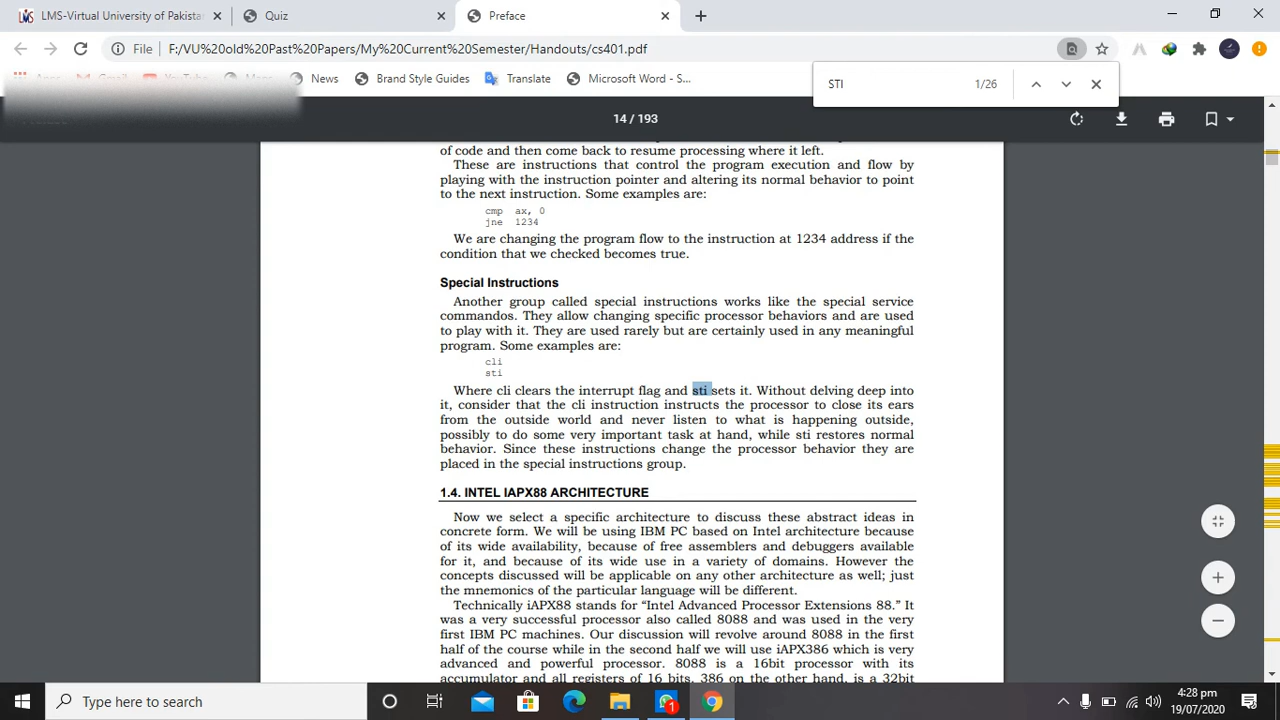 LMS-Virtual University of Pakistan
Quiz
Preface
File F:/VU%20old%20Past%20Papers/My%20Current%20Semester/Handouts/cs401.pdf
News Brand Style Guides Translate Microsoft Word - S...
STI 1/26
14 / 193
of code and then come back to resume processing where it left.
These are instructions that control the program execution and flow by
playing with the instruction pointer and altering its normal behavior to point
to the next instruction. Some examples are:
cmp ax, 0
jne 1234
We are changing the program flow to the instruction at 1234 address if the
condition that we checked becomes true.
Special Instructions
Another group called special instructions works like the special service
commandos. They allow changing specific processor behaviors and are used
to play with it. They are used rarely but are certainly used in any meaningful
program. Some examples are:
cli
sti
Where cli clears the interrupt flag and sti sets it. Without delving deep into
it, consider that the cli instruction instructs the processor to close its ears
from the outside world and never listen to what is happening outside,
possibly to do some very important task at hand, while sti restores normal
behavior. Since these instructions change the processor behavior they are
placed in the special instructions group.
1.4. INTEL IAPX88 ARCHITECTURE
Now we select a specific architecture to discuss these abstract ideas in
concrete form. We will be using IBM PC based on Intel architecture because
of its wide availability, because of free assemblers and debuggers available
for it, and because of its wide use in a variety of domains. However the
concepts discussed will be applicable on any other architecture as well; just
the mnemonics of the particular language will be different.
Technically iAPX88 stands for “Intel Advanced Processor Extensions 88.” It
was a very successful processor also called 8088 and was used in the very
first IBM PC machines. Our discussion will revolve around 8088 in the first
half of the course while in the second half we will use iAPX386 which is very
advanced and powerful processor. 8088 is a 16bit processor with its
accumulator and all registers of 16 bits. 386 on the other hand, is a 32bit
Type here to search
1
4:28 pm
19/07/2020